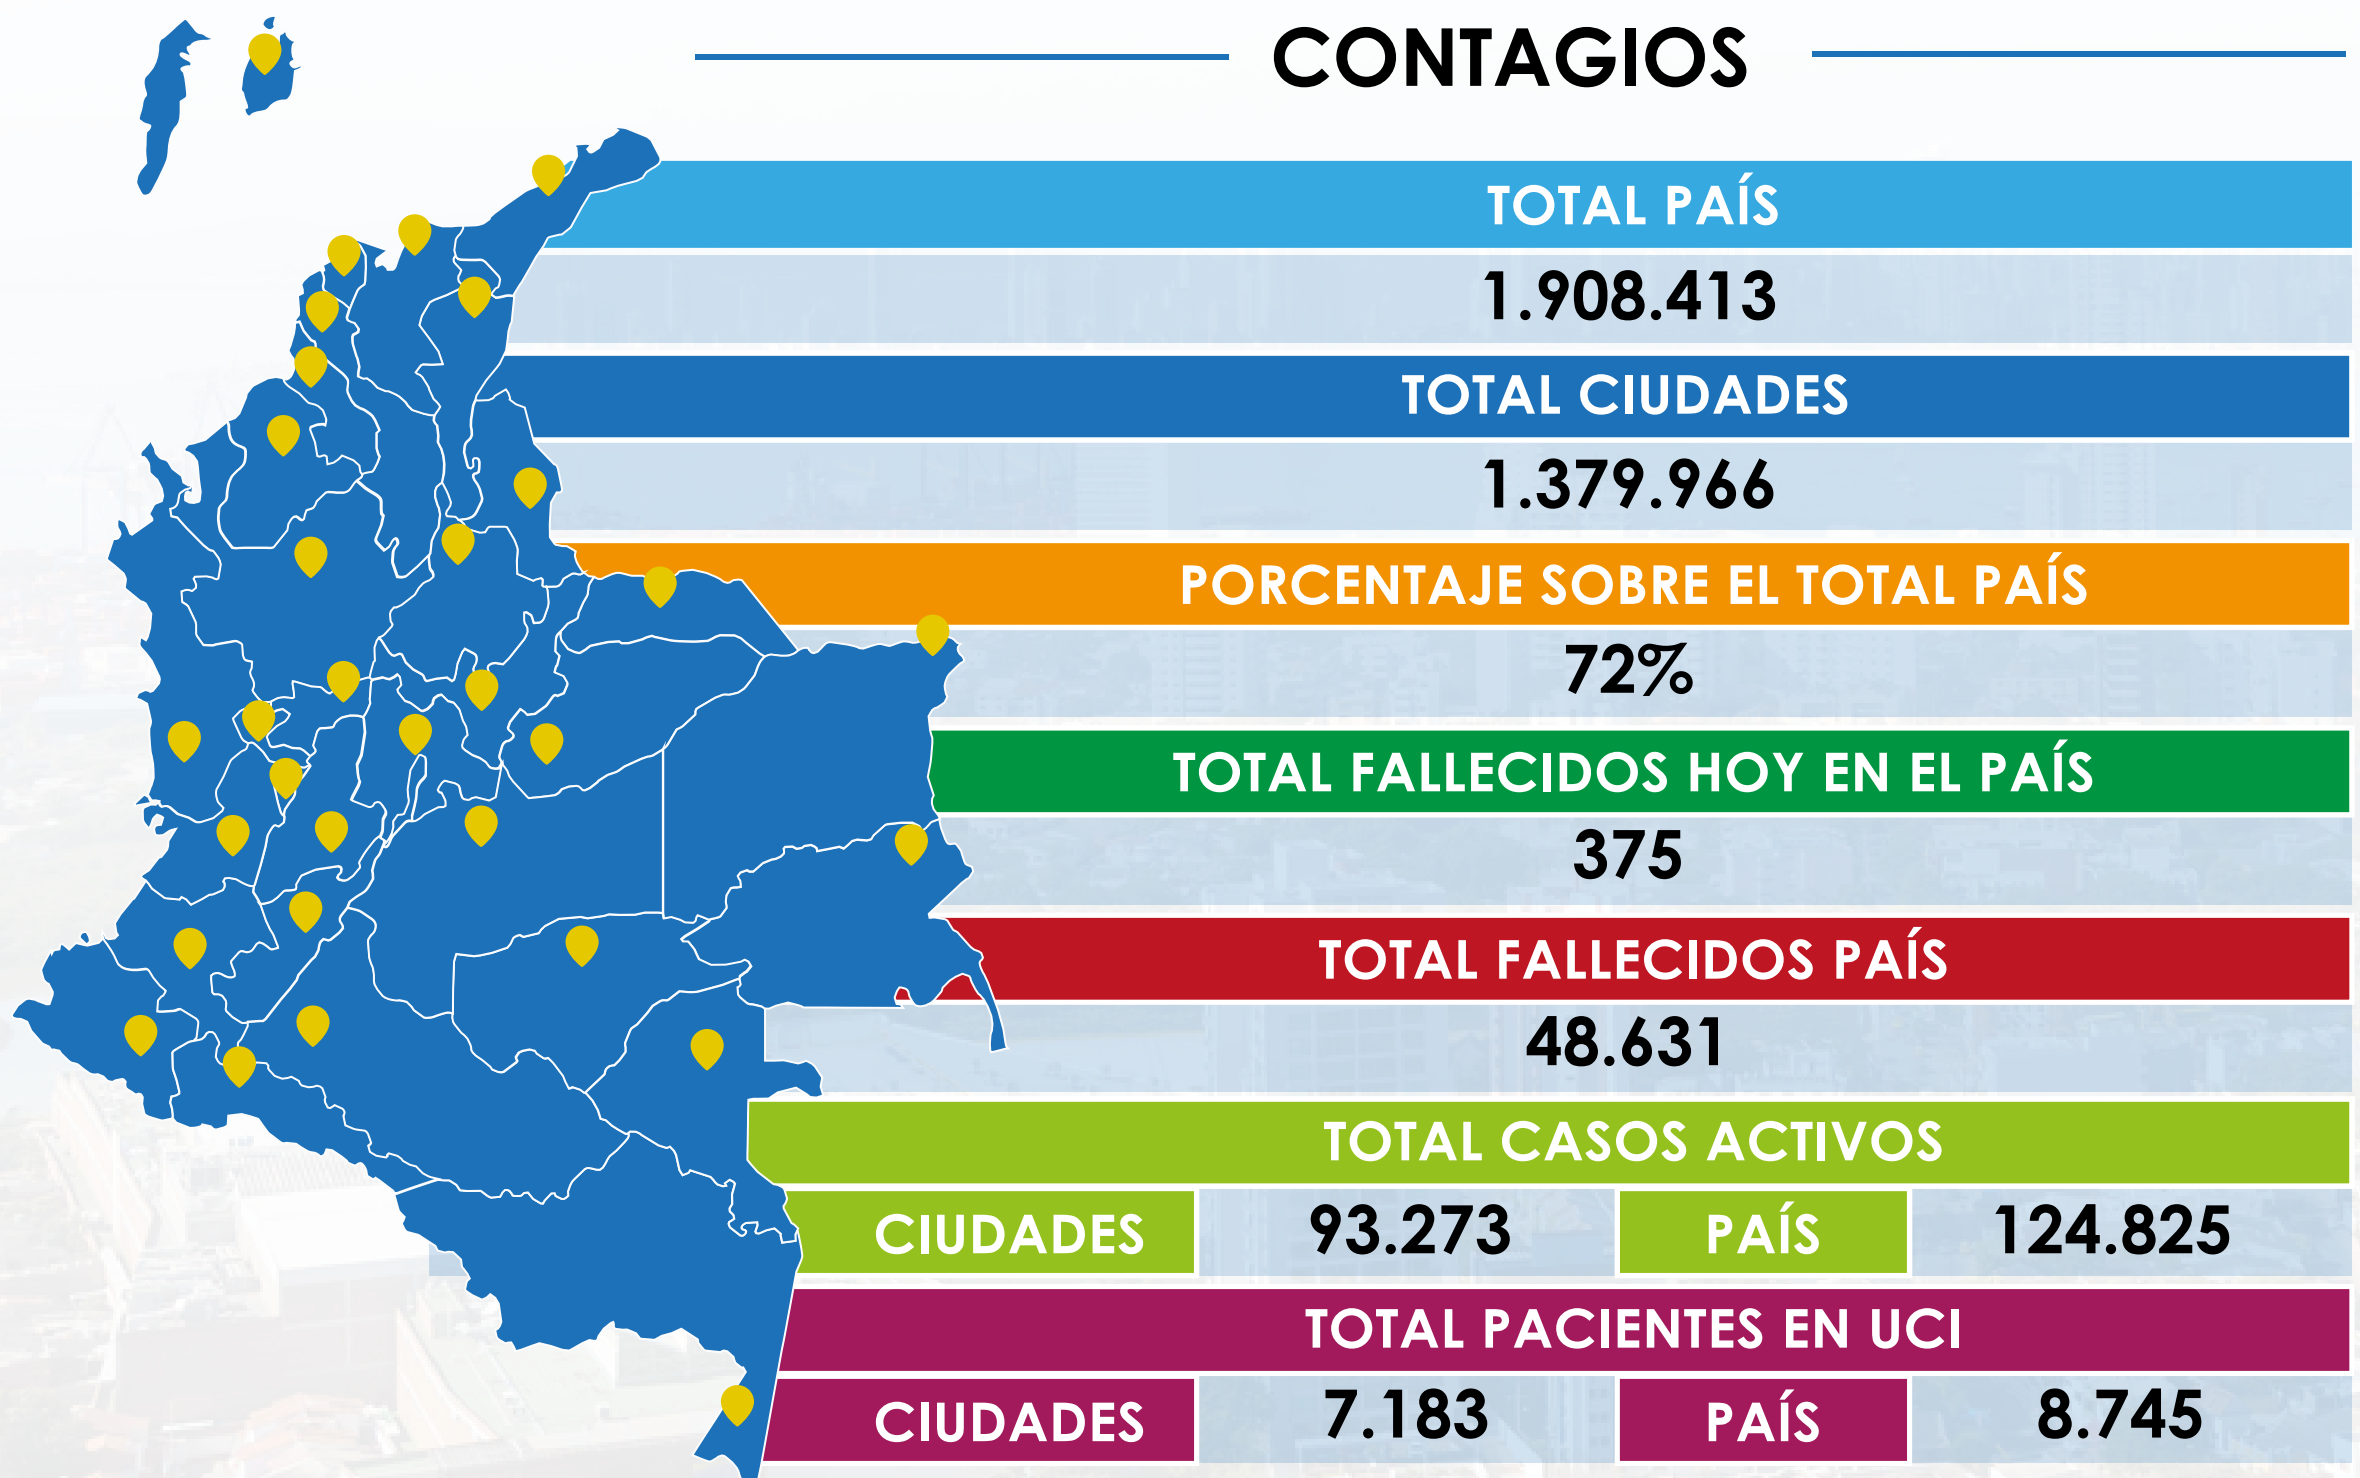 CONTAGIOS
TOTAL PAÍS
1.908.413
TOTAL CIUDADES
1.379.966
PORCENTAJE SOBRE EL TOTAL PAÍS
72%
TOTAL FALLECIDOS HOY EN EL PAÍS
375
TOTAL FALLECIDOS PAÍS
48.631
TOTAL CASOS ACTIVOS
CIUDADES 93.273 PAÍS 124.825
TOTAL PACIENTES EN UCI
CIUDADES 7.183 PAÍS 8.745